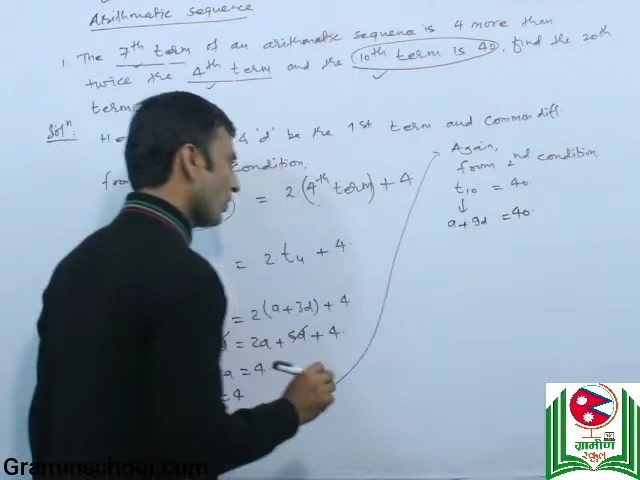 Arithmatic sequence
1. The 7th term of an arithmatic sequence is 4 more than
twice the 4th term and the 10th term is 40, find the 20th
term
Solⁿ: & 'd' be the 1st term and common diff.
from condition,
= 2(4th term) + 4
= 2.t₄ + 4.
= 2(a+3d) + 4
= 2a + + 4.
a = 4.
= 4
Again,
from 2nd condition,
t₁₀ = 40.
↓
a + 9d = 40.
Graminschool.com
ग्रामीण
स्कुल